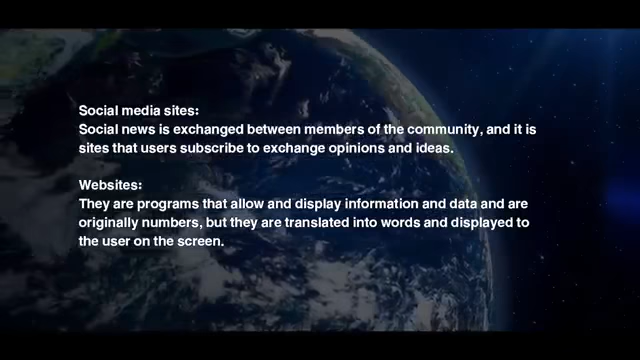 Social media sites:
Social news is exchanged between members of the community, and it is
sites that users subscribe to exchange opinions and ideas.
Websites:
They are programs that allow and display information and data and are
originally numbers, but they are translated into words and displayed to
the user on the screen.